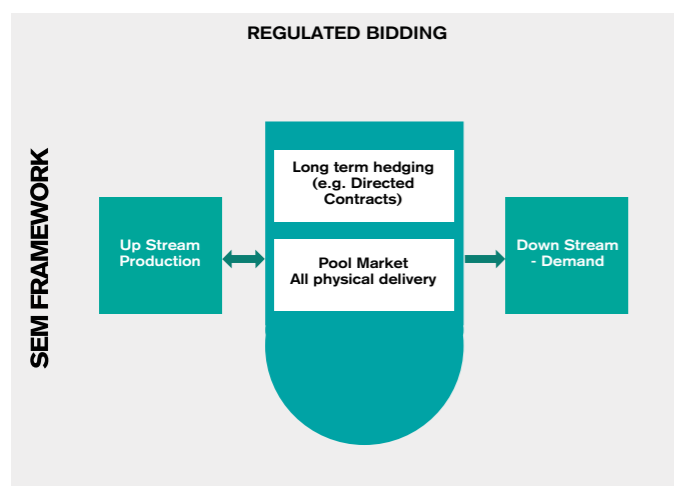 REGULATED BIDDING
SEM FRAMEWORK
Long term hedging
(e.g. Directed
Contracts)
Up Stream
Production
Pool Market
All physical delivery
Down Stream
- Demand